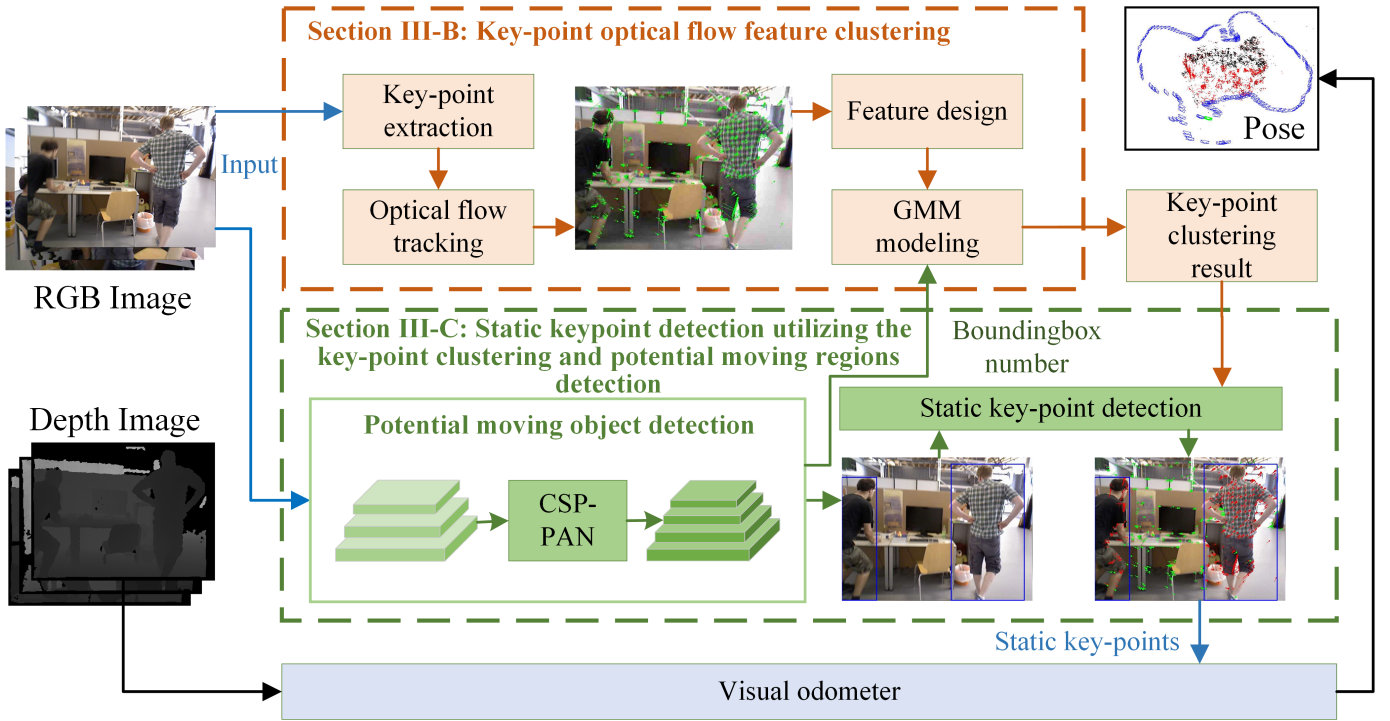 Section III-B: Key-point optical flow feature clustering
Key-point
extraction
Feature design
Pose
Input
Optical flow
tracking
GMM
modeling
Key-point
clustering
result
RGB Image
Section III-C: Static keypoint detection utilizing the
key-point clustering and potential moving regions
detection
Boundingbox
number
Depth Image
Potential moving object detection
Static key-point detection
CSP-
PAN
Static key-points
Visual odometer